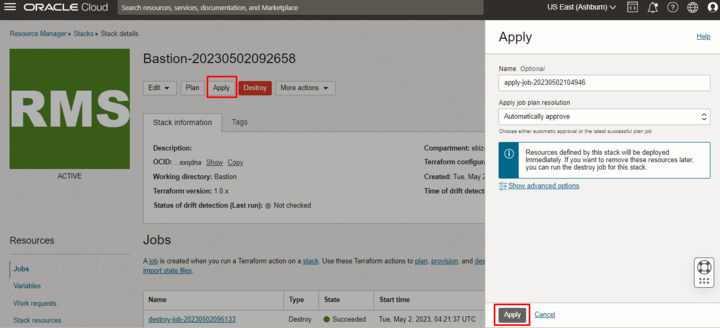 ORACLE Cloud
Search resources, services, documentation, and Marketplace
US East (Ashburn)
Resource Manager » Stacks » Stack details
RMS
ACTIVE
Bastion-20230502092658
Edit
Plan
Apply
Destroy
More actions
Stack information
Tags
Description:
OCID: ...exqdna Show Copy
Working directory: Bastion
Terraform version: 1.0.x
Status of drift detection (Last run): Not checked
Compartment: ebiz
Terraform configura
Created: Tue, May 2,
Time of drift detect
Resources
Jobs
Variables
Work requests
Stack resources
Jobs
A job is created when you run a Terraform action on a stack. Use these Terraform actions to plan, provision, and des
import state files.
Name Type State Start time
destroy-job-20230502095133 Destroy Succeeded Tue, May 2, 2023, 04:21:37 UTC
Apply
Help
Name Optional
apply-job-20230502104946
Apply job plan resolution
Automatically approve
Choose either automatic approval or the latest successful plan job
Resources defined by this stack will be deployed
immediately. If you want to remove these resources later,
you can run the destroy job for this stack.
Show advanced options
Apply
Cancel